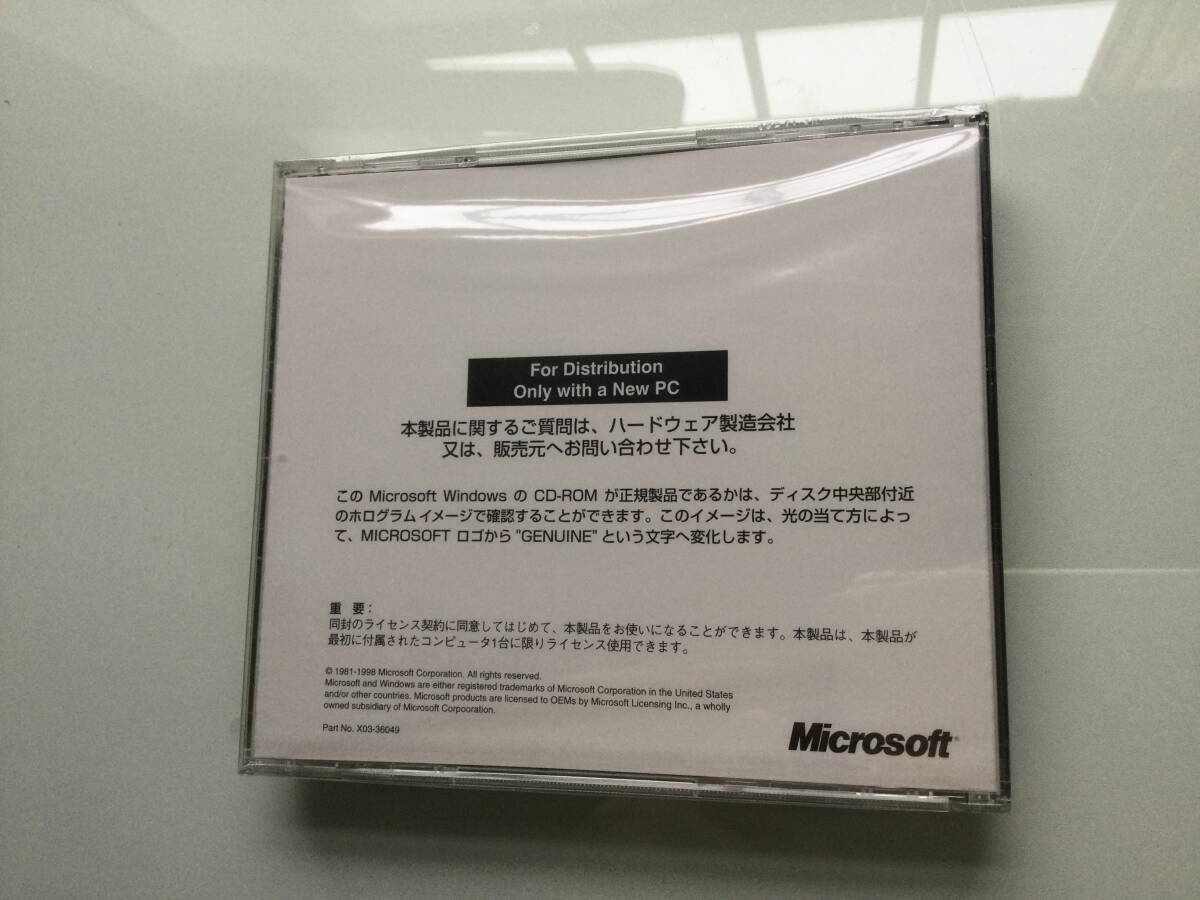 For Distribution
Only with a New PC
本製品に関するご質問は、ハードウェア製造会社
又は、販売元へお問い合わせ下さい。
この Microsoft Windows の CD-ROM が正規製品であるかは、ディスク中央部付近
のホログラムイメージで確認することができます。このイメージは、光の当て方によっ
て、MICROSOFT ロゴから "GENUINE" という文字へ変化します。
重 要：
同封のライセンス契約に同意してはじめて、本製品をお使いになることができます。本製品は、本製品が
最初に付属されたコンピュータ1台に限りライセンス使用できます。
© 1981-1998 Microsoft Corporation. All rights reserved.
Microsoft and Windows are either registered trademarks of Microsoft Corporation in the United States
and/or other countries. Microsoft products are licensed to OEMs by Microsoft Licensing Inc., a wholly
owned subsidiary of Microsoft Corpooration.
Part No. X03-36049
Microsoft